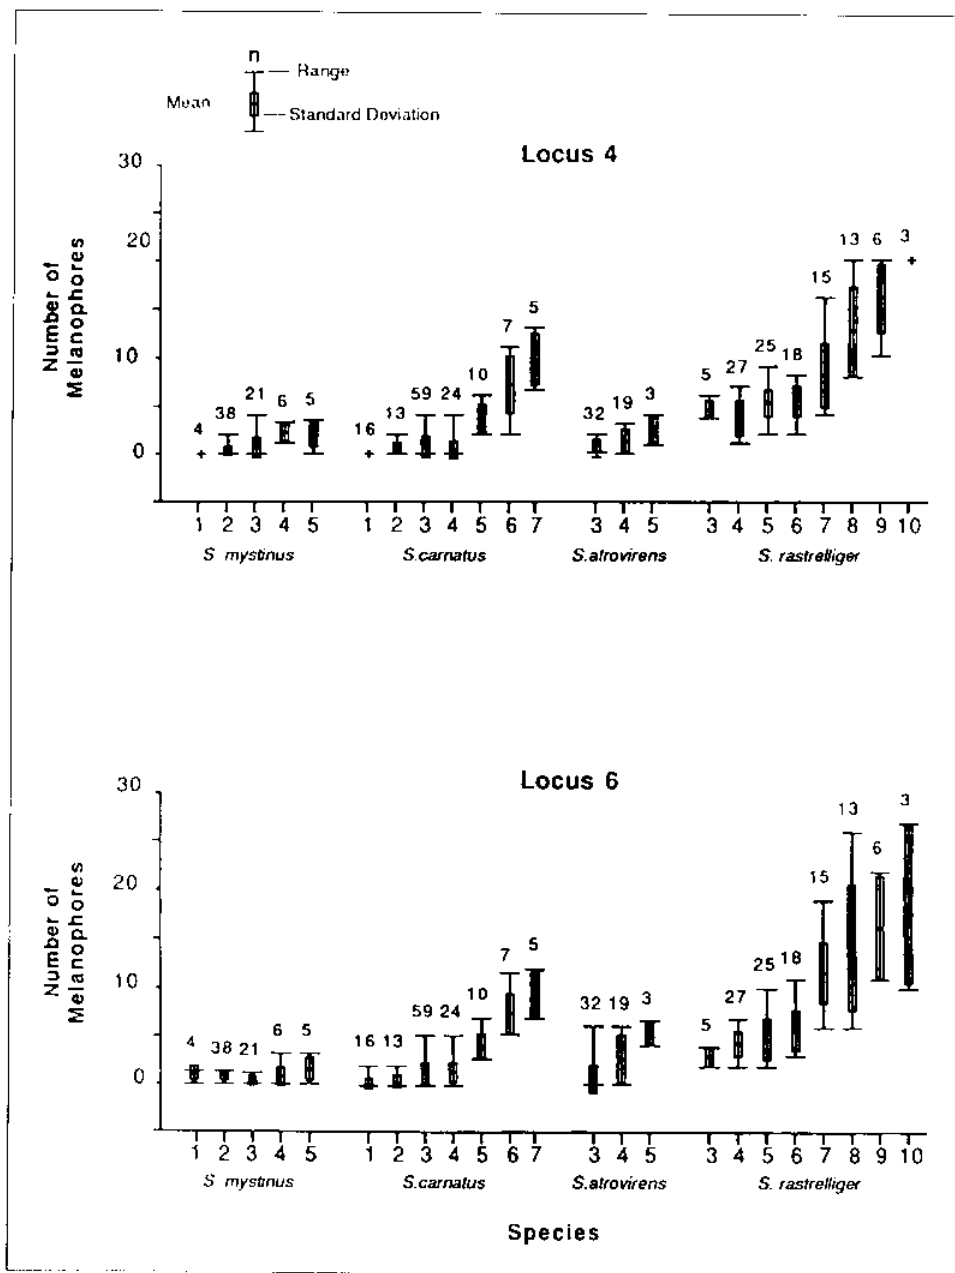 n
Range
Mean
Standard Deviation
Locus 4
30
20
10
0
Number of
Melanophores
4 38 21 6 5
16 13 59 24 10 7 5
32 19 3
5 27 25 18 15 13 6 3
1 2 3 4 5 1 2 3 4 5 6 7 3 4 5 3 4 5 6 7 8 9 10
S mystinus S.carnatus S.atrovirens S. rastrelliger
Locus 6
30
20
10
0
Number of
Melanophores
4 38 21 6 5
16 13 59 24 10 7 5
32 19 3
5 27 25 18 15 13 6 3
1 2 3 4 5 1 2 3 4 5 6 7 3 4 5 3 4 5 6 7 8 9 10
S mystinus S.carnatus S.atrovirens S. rastrelliger
Species